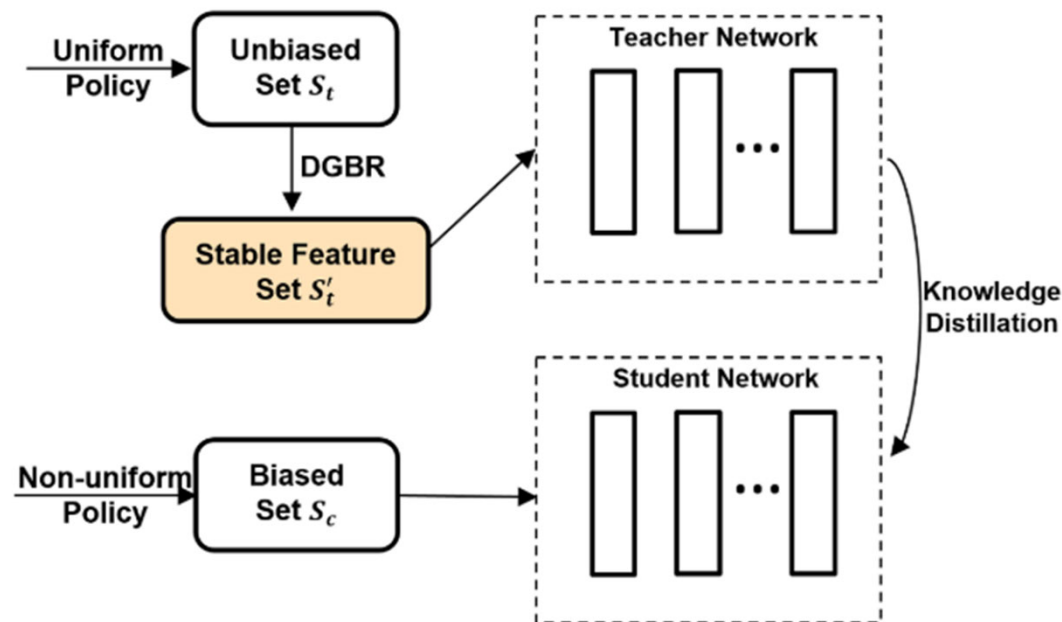 Uniform
Policy
Unbiased
Set S_t
DGBR
Stable Feature
Set S'_t
Teacher Network
...
Knowledge
Distillation
Non-uniform
Policy
Biased
Set S_c
Student Network
...